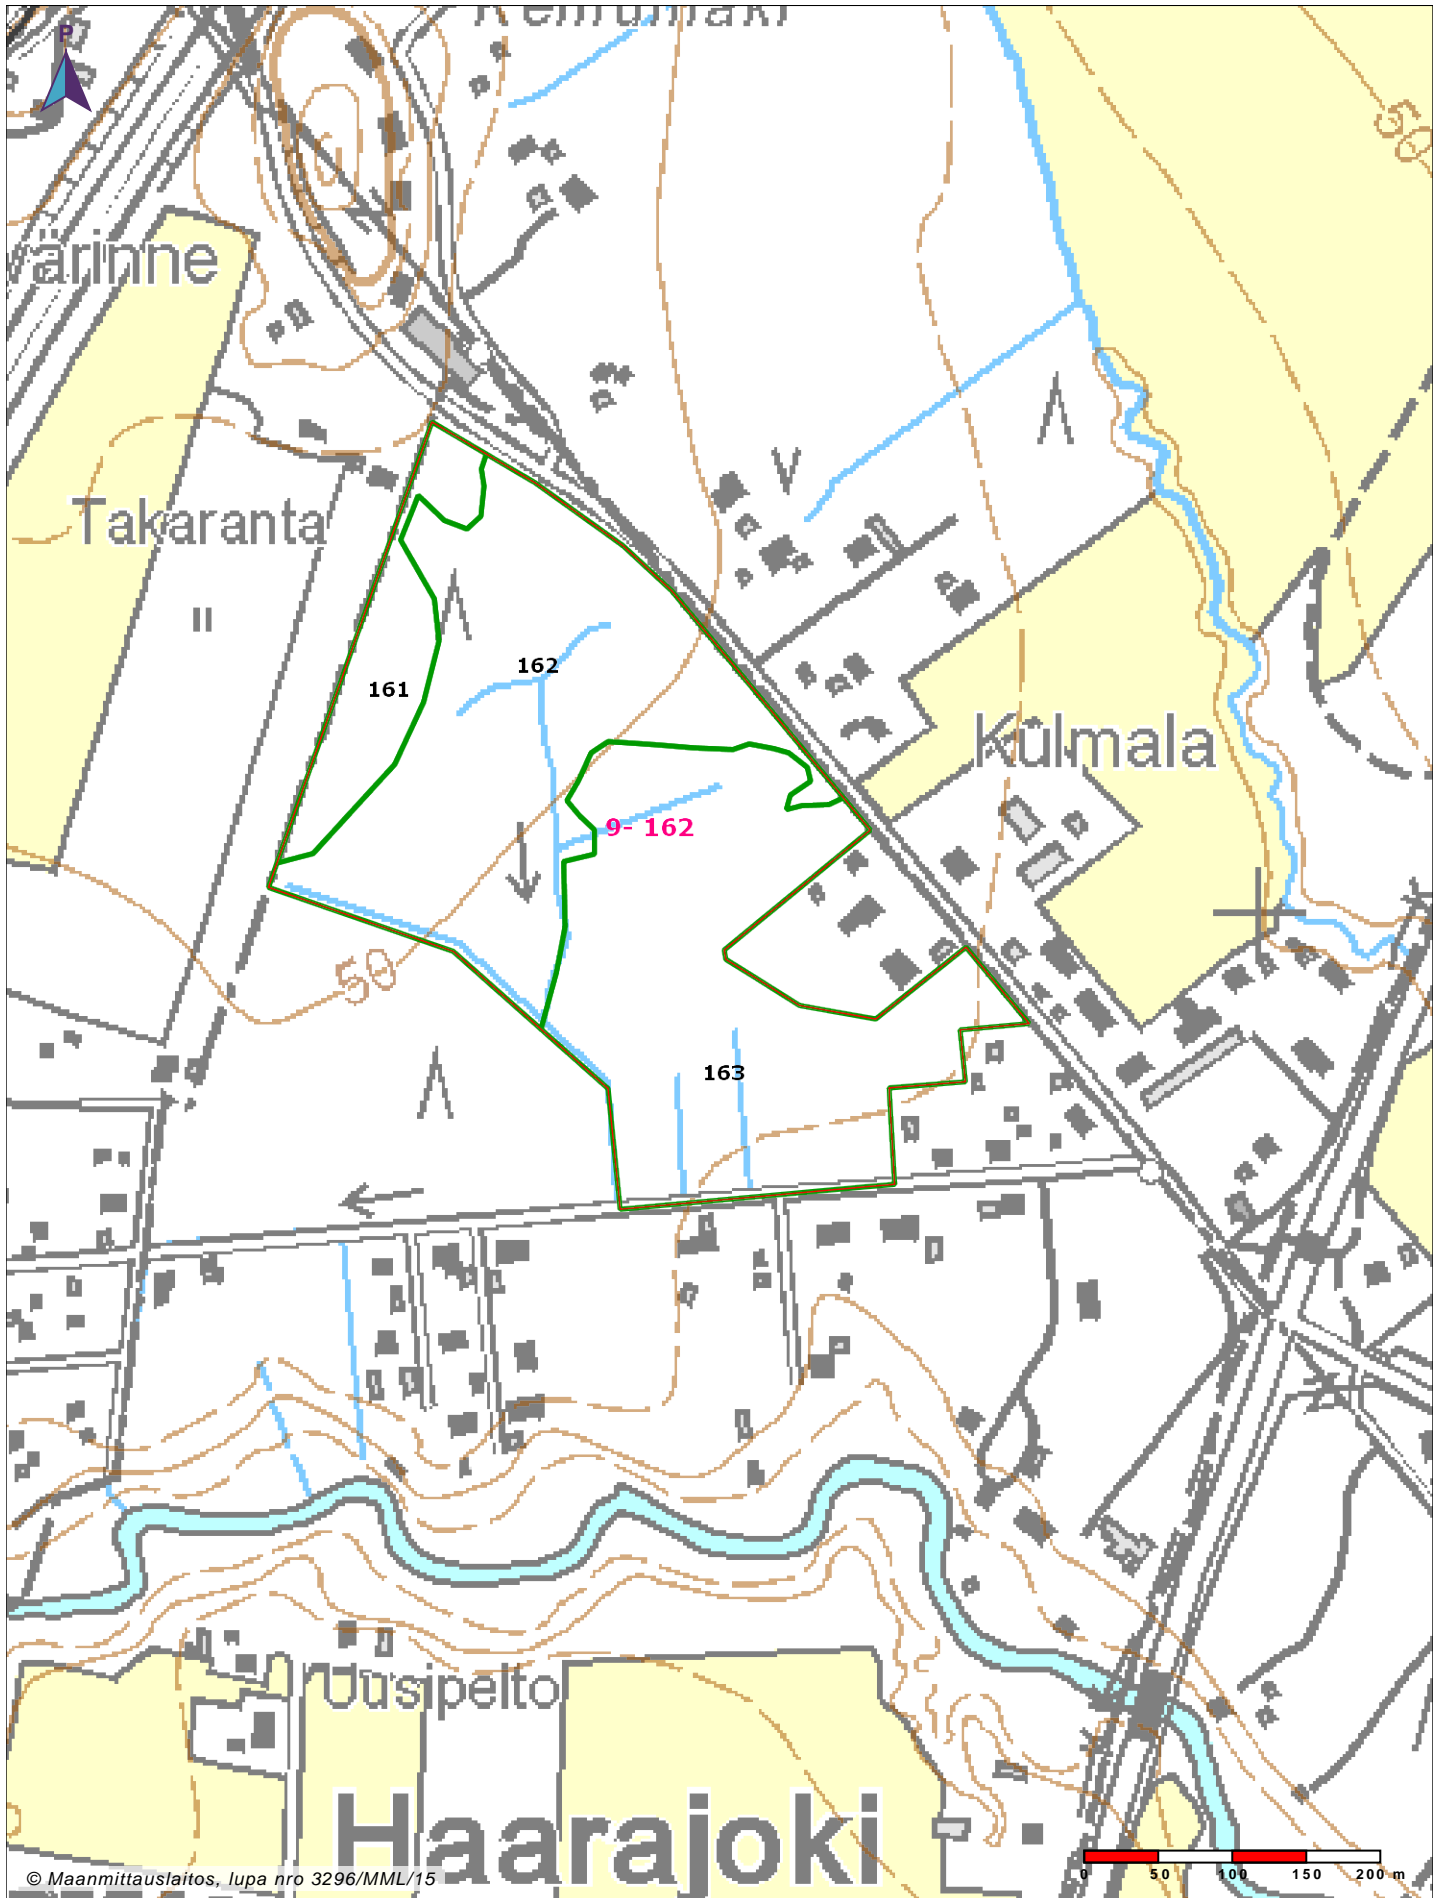 P
värinne
50
Takaranta
162
161
Külmala
9- 162
50
163
Uusipelto
Haarajoki
0 50 100 150 200 m
© Maanmittauslaitos, lupa nro 3296/MML/15